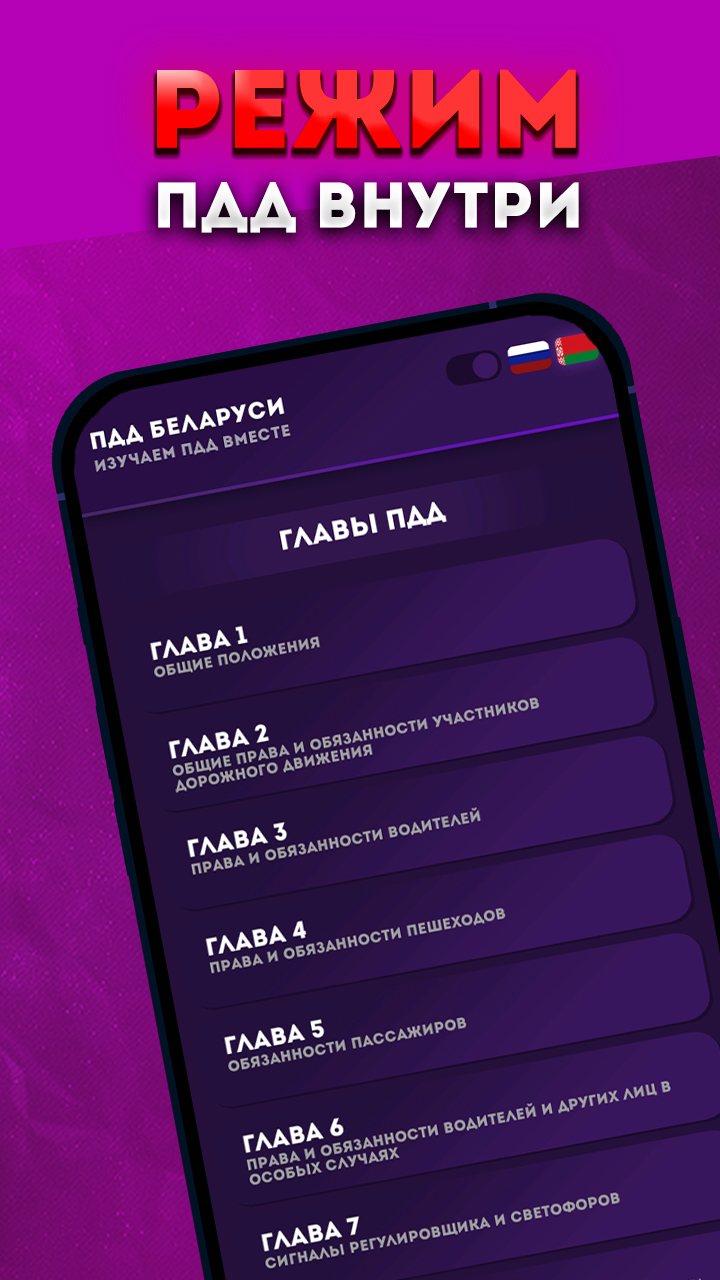 РЕЖИМ
ПДД ВНУТРИ
ПДД БЕЛАРУСИ
ИЗУЧАЕМ ПДД ВМЕСТЕ
ГЛАВЫ ПДД
ГЛАВА 1
ОБЩИЕ ПОЛОЖЕНИЯ
ГЛАВА 2
ОБЩИЕ ПРАВА И ОБЯЗАННОСТИ УЧАСТНИКОВ
ДОРОЖНОГО ДВИЖЕНИЯ
ГЛАВА 3
ПРАВА И ОБЯЗАННОСТИ ВОДИТЕЛЕЙ
ГЛАВА 4
ПРАВА И ОБЯЗАННОСТИ ПЕШЕХОДОВ
ГЛАВА 5
ОБЯЗАННОСТИ ПАССАЖИРОВ
ГЛАВА 6
ПРАВА И ОБЯЗАННОСТИ ВОДИТЕЛЕЙ И ДРУГИХ ЛИЦ В
ОСОБЫХ СЛУЧАЯХ
ГЛАВА 7
СИГНАЛЫ РЕГУЛИРОВЩИКА И СВЕТОФОРОВ